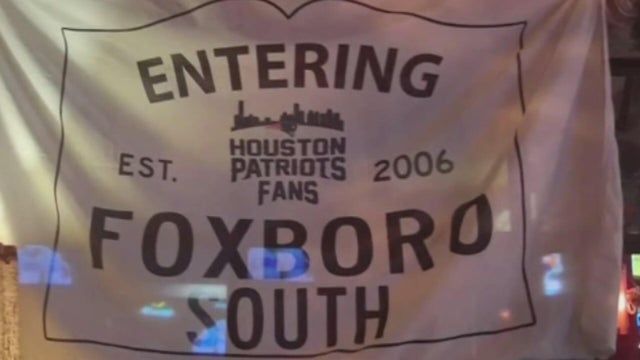 ENTERING
HOUSTON
EST. PATRIOTS 2006
FANS
FOXBORO
SOUTH